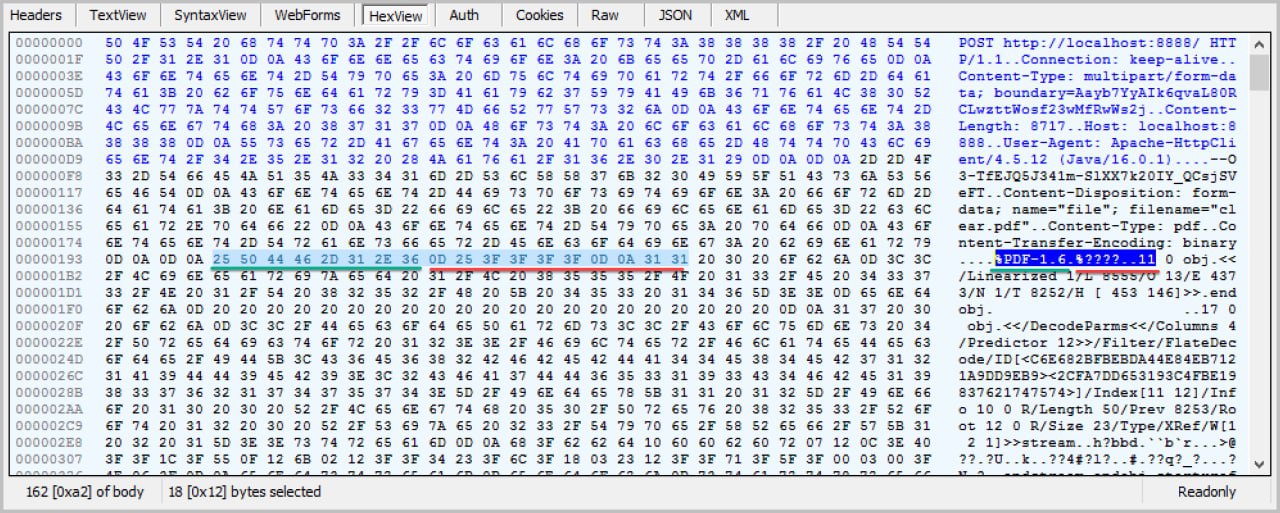 Headers TextView SyntaxView WebForms HexView Auth Cookies Raw JSON XML
00000000 50 4F 53 54 20 68 74 74 70 3A 2F 2F 6C 6F 63 61 6C 68 6F 73 74 3A 38 38 38 38 2F 20 48 54 54 POST http://localhost:8888/ HTT
0000001F 50 2F 31 2E 31 0D 0A 43 6F 6E 6E 65 63 74 69 6F 6E 3A 20 6B 65 65 70 2D 61 6C 69 76 65 0D 0A P/1.1..Connection: keep-alive..
0000003E 43 6F 6E 74 65 6E 74 2D 54 79 70 65 3A 20 6D 75 6C 74 69 70 61 72 74 2F 66 6F 72 6D 2D 64 61 Content-Type: multipart/form-da
0000005D 74 61 3B 20 62 6F 75 6E 64 61 72 79 3D 41 61 79 62 37 59 79 41 49 6B 36 71 76 61 4C 38 30 52 ta; boundary=Aayb7YyAIk6qvaL80R
0000007C 43 4C 77 7A 74 74 57 6F 73 66 32 33 77 4D 66 52 77 57 73 32 6A 0D 0A 43 6F 6E 74 65 6E 74 2D CLwzttWosf23wMfRwWs2j..Content-
0000009B 4C 65 6E 67 74 68 3A 20 38 37 31 37 0D 0A 48 6F 73 74 3A 20 6C 6F 63 61 6C 68 6F 73 74 3A 38 Length: 8717..Host: localhost:8
000000BA 38 38 38 0D 0A 55 73 65 72 2D 41 67 65 6E 74 3A 20 41 70 61 63 68 65 2D 48 74 74 70 43 6C 69 888..User-Agent: Apache-HttpCli
000000D9 65 6E 74 2F 34 2E 35 2E 31 32 20 28 4A 61 76 61 2F 31 36 2E 30 2E 31 29 0D 0A 0D 0A 2D 2D 4F ent/4.5.12 (Java/16.0.1)....--O
000000F8 33 2D 54 66 45 4A 51 35 4A 33 34 31 6D 2D 53 6C 58 58 37 6B 32 30 49 59 5F 51 43 73 6A 53 56 3-TfEJQ5J341m-SlXX7k20IY_QCsjSV
00000117 65 46 54 0D 0A 43 6F 6E 74 65 6E 74 2D 44 69 73 70 6F 73 69 74 69 6F 6E 3A 20 66 6F 72 6D 2D eFT..Content-Disposition: form-
00000136 64 61 74 61 3B 20 6E 61 6D 65 3D 22 66 69 6C 65 22 3B 20 66 69 6C 65 6E 61 6D 65 3D 22 63 6C data; name="file"; filename="cl
00000155 65 61 72 2E 70 64 66 22 0D 0A 43 6F 6E 74 65 6E 74 2D 54 79 70 65 3A 20 70 64 66 0D 0A 43 6F ear.pdf"..Content-Type: pdf..Co
00000174 6E 74 65 6E 74 2D 54 72 61 6E 73 66 65 72 2D 45 6E 63 6F 64 69 6E 67 3A 20 62 69 6E 61 72 79 ntent-Transfer-Encoding: binary
00000193 0D 0A 0D 0A 25 50 44 46 2D 31 2E 36 0D 25 3F 3F 3F 3F 0D 0A 31 31 20 30 20 6F 62 6A 0D 3C 3C ....%PDF-1.6.%????..11 0 obj.<<
000001B2 2F 4C 69 6E 65 61 72 69 7A 65 64 20 31 2F 4C 20 38 35 35 35 2F 4F 20 31 33 2F 45 20 34 33 37 /Linearized 1/L 8555/O 13/E 437
000001D1 33 2F 4E 20 31 2F 54 20 38 32 35 32 2F 48 20 5B 20 34 35 33 20 31 34 36 5D 3E 3E 0D 65 6E 64 3/N 1/T 8252/H [ 453 146]>>.end
000001F0 6F 62 6A 0D 20 20 20 20 20 20 20 20 20 20 20 20 20 20 20 20 20 20 20 20 20 0D 0A 31 37 20 30 obj. ..17 0
0000020F 20 6F 62 6A 0D 3C 3C 2F 44 65 63 6F 64 65 50 61 72 6D 73 3C 3C 2F 43 6F 6C 75 6D 6E 73 20 34 obj.<</DecodeParms<</Columns 4
0000022E 2F 50 72 65 64 69 63 74 6F 72 20 31 32 3E 3E 2F 46 69 6C 74 65 72 2F 46 6C 61 74 65 44 65 63 /Predictor 12>>/Filter/FlateDec
0000024D 6F 64 65 2F 49 44 5B 3C 43 36 45 36 38 32 42 46 42 45 42 44 41 34 34 45 38 34 45 42 37 31 32 ode/ID[<C6E682BFBEBDA44E84EB712
0000026C 31 41 39 44 44 39 45 42 39 3E 3C 32 43 46 41 37 44 44 36 35 33 31 39 33 43 34 46 42 45 31 39 1A9DD9EB9><2CFA7DD653193C4FBE19
0000028B 38 33 37 36 32 31 37 34 37 35 37 34 3E 5D 2F 49 6E 64 65 78 5B 31 31 20 31 32 5D 2F 49 6E 66 837621747574>]/Index[11 12]/Inf
000002AA 6F 20 31 30 20 30 20 52 2F 4C 65 6E 67 74 68 20 35 30 2F 50 72 65 76 20 38 32 35 33 2F 52 6F o 10 0 R/Length 50/Prev 8253/Ro
000002C9 6F 74 20 31 32 20 30 20 52 2F 53 69 7A 65 20 32 33 2F 54 79 70 65 2F 58 52 65 66 2F 57 5B 31 ot 12 0 R/Size 23/Type/XRef/W[1
000002E8 20 32 20 31 5D 3E 3E 73 74 72 65 61 6D 0D 0A 68 3F 62 62 64 10 60 60 62 60 72 07 12 0C 3E 40 2 1]>>stream..h?bbd.``b`r...>@
00000307 3F 3F 1C 3F 55 0F 12 6B 02 12 3F 3F 34 23 3F 6C 3F 18 03 23 12 3F 3F 71 3F 5F 3F 00 03 00 3F ??.?U..k..??4#?l?..#.??q?_?...?
162 [0xa2] of body 18 [0x12] bytes selected Readonly